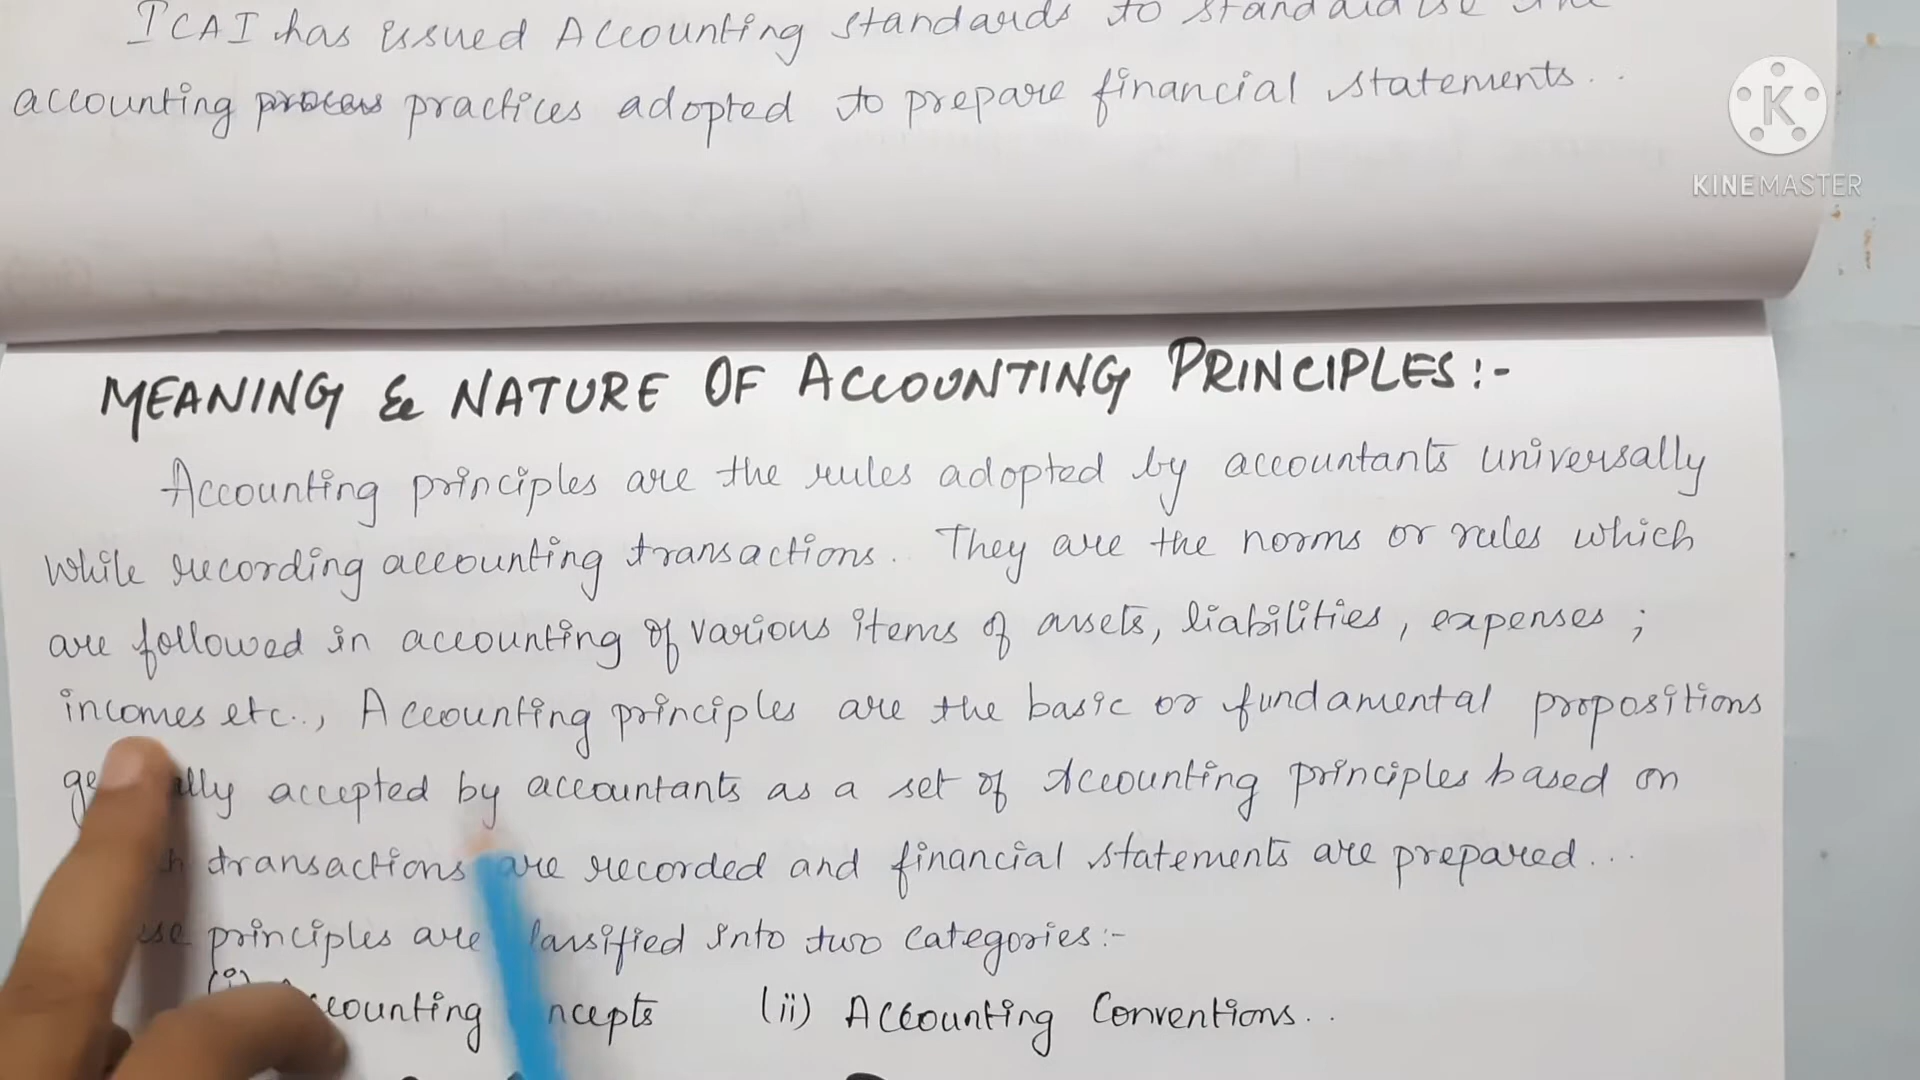 ICAI has issued Accounting standards to standardise the
accounting process practices adopted to prepare financial statements...
K
KINEMASTER
MEANING & NATURE OF ACCOUNTING PRINCIPLES:-
Accounting principles are the rules adopted by accountants universally
while recording accounting transactions. They are the norms or rules which
are followed in accounting of various items of assets, liabilities, expenses ;
incomes etc.., Accounting principles are the basic or fundamental propositions
accepted by accountants as a set of Accounting principles based on
transactions are recorded and financial statements are prepared...
principles are classified into two categories:-
(i) Accounting (ii) Accounting Conventions..